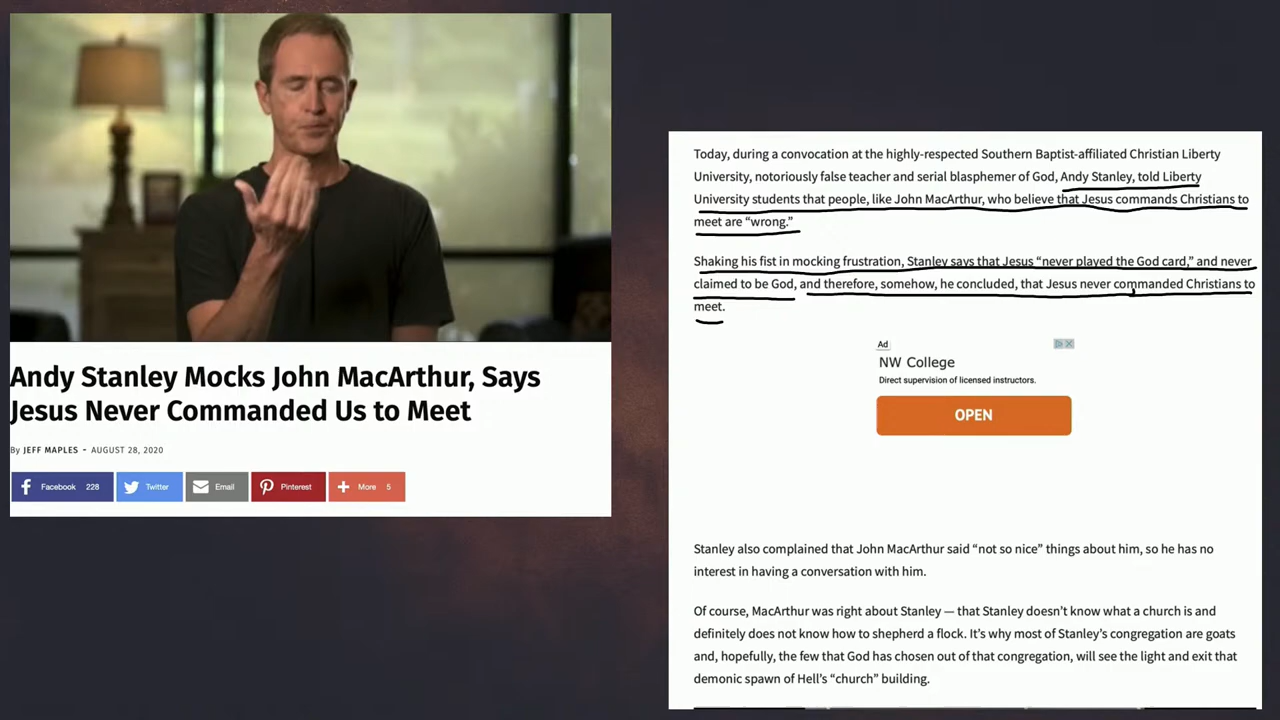 Andy Stanley Mocks John MacArthur, Says
Jesus Never Commanded Us to Meet
By JEFF MAPLES - AUGUST 28, 2020
Facebook 228 Twitter Email Pinterest More 5
Today, during a convocation at the highly-respected Southern Baptist-affiliated Christian Liberty
University, notoriously false teacher and serial blasphemer of God, Andy Stanley, told Liberty
University students that people, like John MacArthur, who believe that Jesus commands Christians to
meet are “wrong.”
Shaking his fist in mocking frustration, Stanley says that Jesus “never played the God card,” and never
claimed to be God, and therefore, somehow, he concluded, that Jesus never commanded Christians to
meet.
Ad
NW College
Direct supervision of licensed instructors.
OPEN
Stanley also complained that John MacArthur said “not so nice” things about him, so he has no
interest in having a conversation with him.
Of course, MacArthur was right about Stanley — that Stanley doesn’t know what a church is and
definitely does not know how to shepherd a flock. It’s why most of Stanley’s congregation are goats
and, hopefully, the few that God has chosen out of that congregation, will see the light and exit that
demonic spawn of Hell’s “church” building.